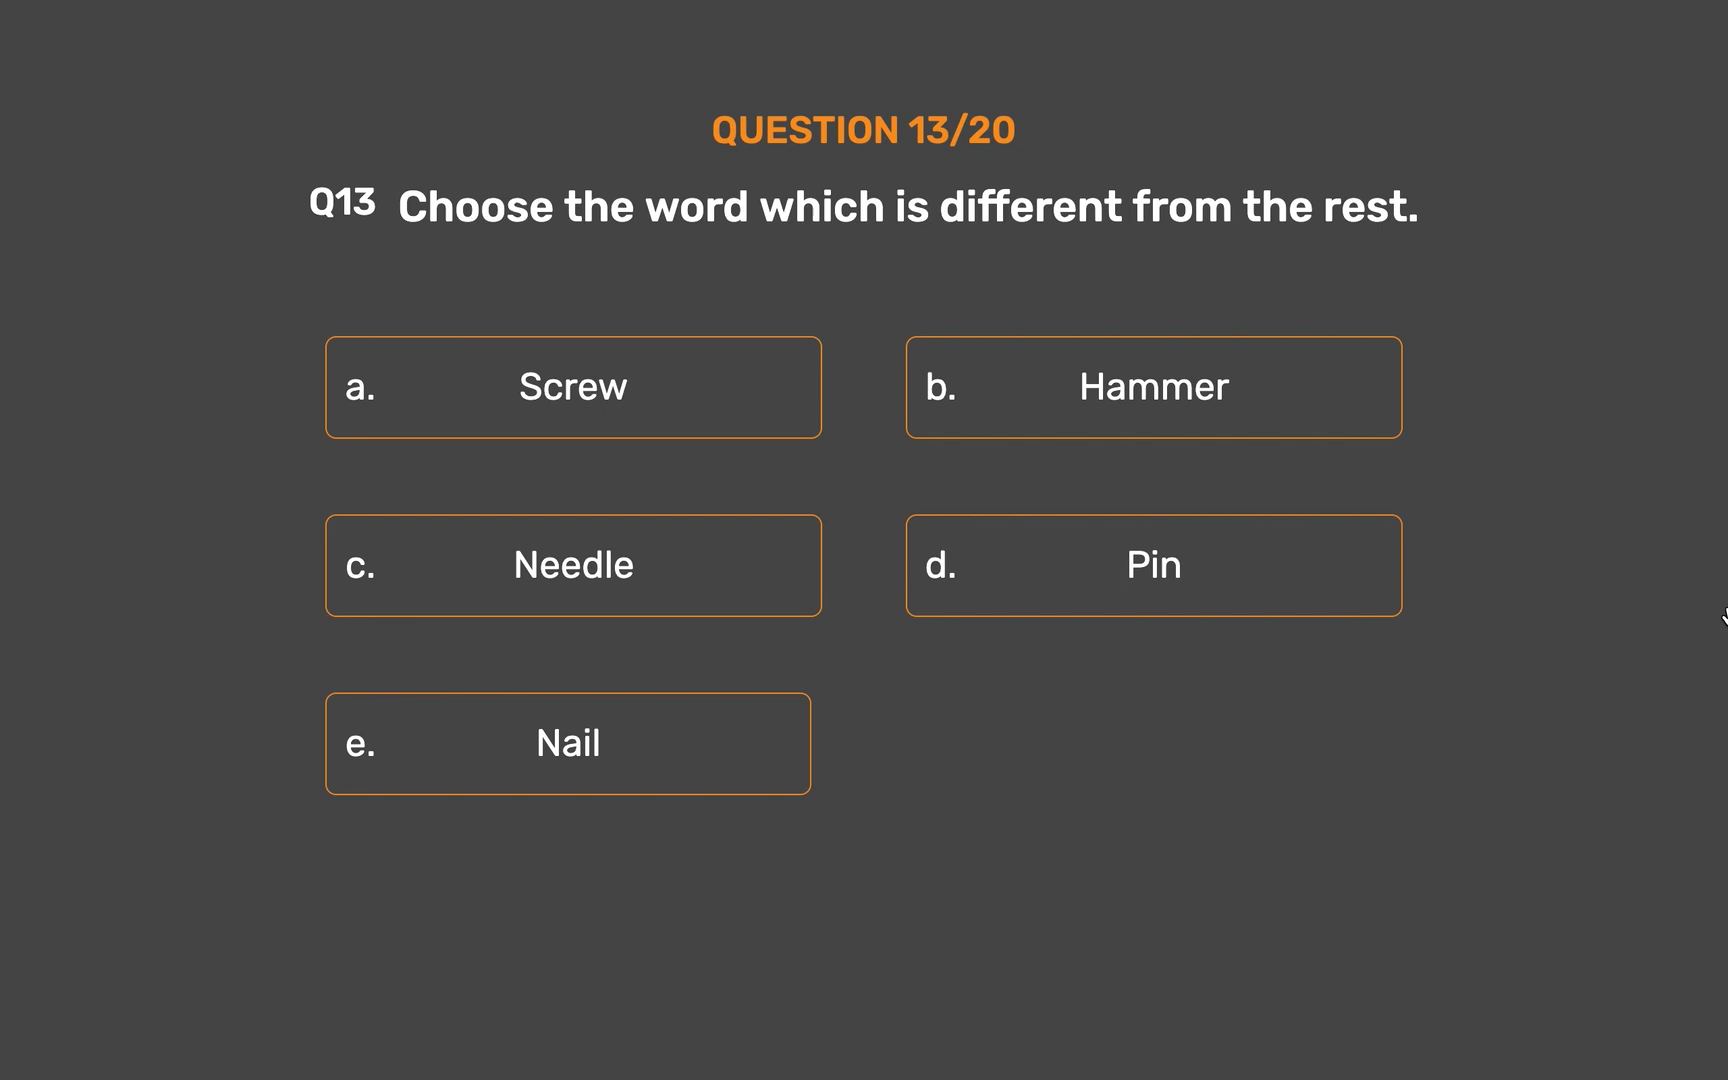 QUESTION 13/20
Q13 Choose the word which is different from the rest.
a. Screw
b. Hammer
c. Needle
d. Pin
e. Nail